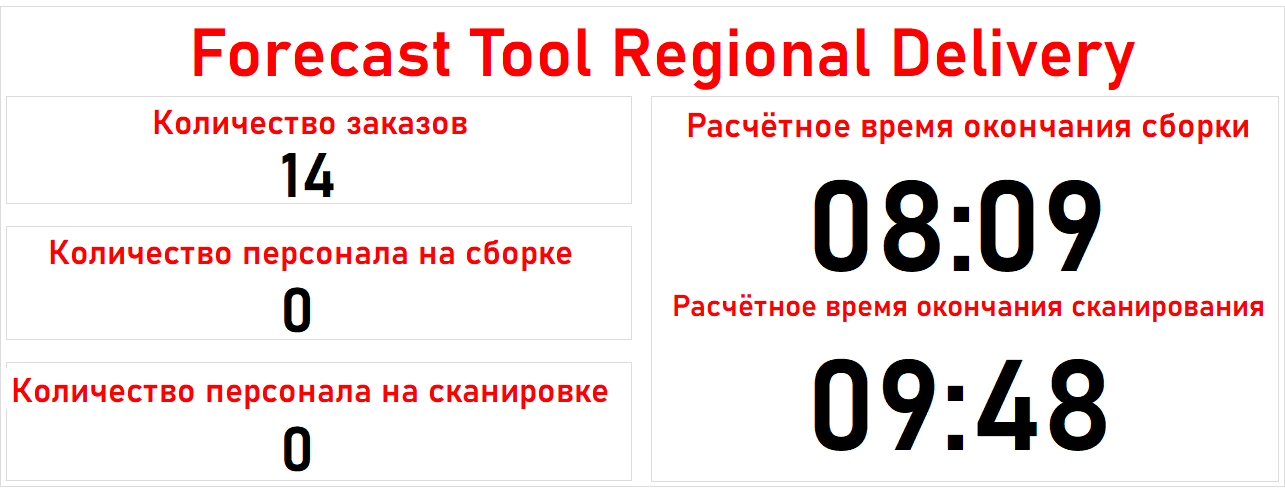 Forecast Tool Regional Delivery
Количество заказов
14
Количество персонала на сборке
0
Количество персонала на сканировке
0
Расчётное время окончания сборки
08:09
Расчётное время окончания сканирования
09:48